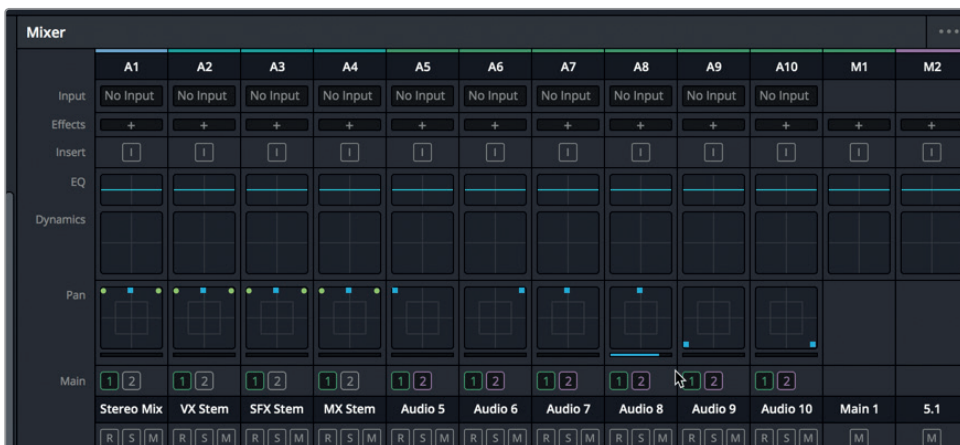 Mixer
A1 A2 A3 A4 A5 A6 A7 A8 A9 A10 M1 M2
Input No Input No Input No Input No Input No Input No Input No Input No Input No Input No Input
Effects + + + + + + + + + + + +
Insert I I I I I I I I I I I I
EQ
Dynamics
Pan
Main 1 2 1 2 1 2 1 2 1 2 1 2 1 2 1 2 1 2 1 2
Stereo Mix VX Stem SFX Stem MX Stem Audio 5 Audio 6 Audio 7 Audio 8 Audio 9 Audio 10 Main 1 5.1
R S M R S M R S M R S M R S M R S M R S M R S M R S M R S M M M